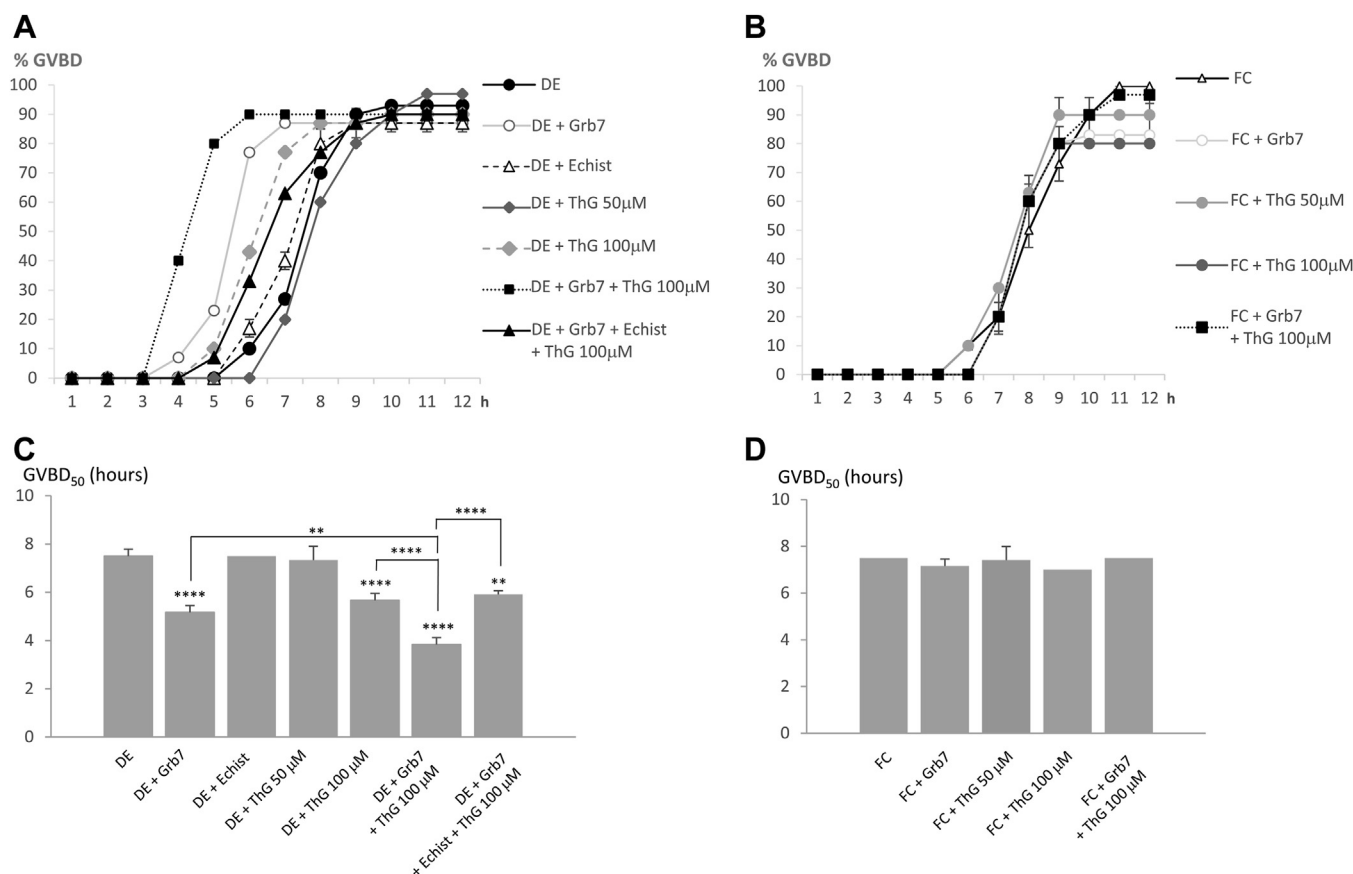 A
% GVBD
100
90
80
70
60
50
40
30
20
10
0
1 2 3 4 5 6 7 8 9 10 11 12 h
DE
DE + Grb7
DE + Echist
DE + ThG 50µM
DE + ThG 100µM
DE + Grb7 + ThG 100µM
DE + Grb7 + Echist
+ ThG 100µM
B
% GVBD
100
90
80
70
60
50
40
30
20
10
0
1 2 3 4 5 6 7 8 9 10 11 12 h
FC
FC + Grb7
FC + ThG 50µM
FC + ThG 100µM
FC + Grb7
+ ThG 100µM
C
GVBD₅₀ (hours)
10
8
6
4
2
0
****
**
****
****
****
****
**
DE
DE + Grb7
DE + Echist
DE + ThG 50 µM
DE + ThG 100 µM
DE + Grb7
+ ThG 100 µM
DE + Grb7
+ Echist + ThG 100 µM
D
GVBD₅₀ (hours)
10
8
6
4
2
0
FC
FC + Grb7
FC + ThG 50 µM
FC + ThG 100 µM
FC + Grb7
+ ThG 100 µM